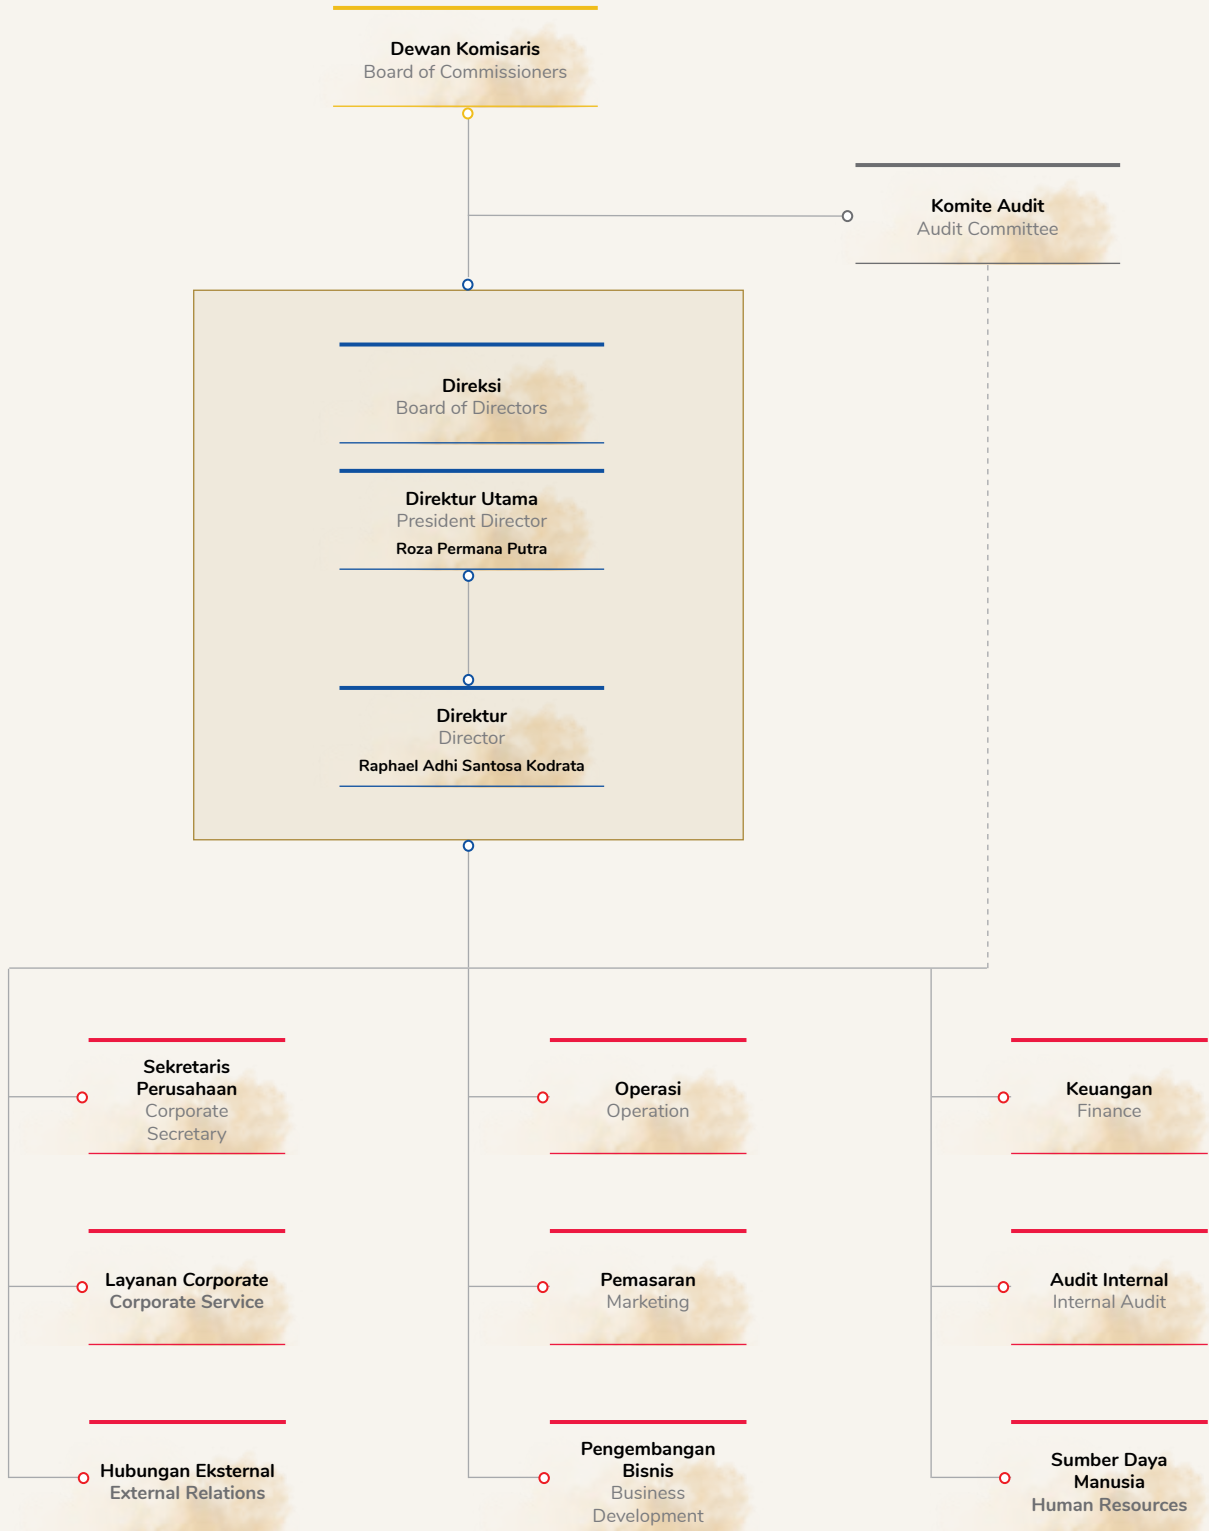 Dewan Komisaris
Board of Commissioners
Komite Audit
Audit Committee
Direksi
Board of Directors
Direktur Utama
President Director
Roza Permana Putra
Direktur
Director
Raphael Adhi Santosa Kodrata
Sekretaris
Perusahaan
Corporate
Secretary
Operasi
Operation
Keuangan
Finance
Layanan Corporate
Corporate Service
Pemasaran
Marketing
Audit Internal
Internal Audit
Hubungan Eksternal
External Relations
Pengembangan
Bisnis
Business
Development
Sumber Daya
Manusia
Human Resources